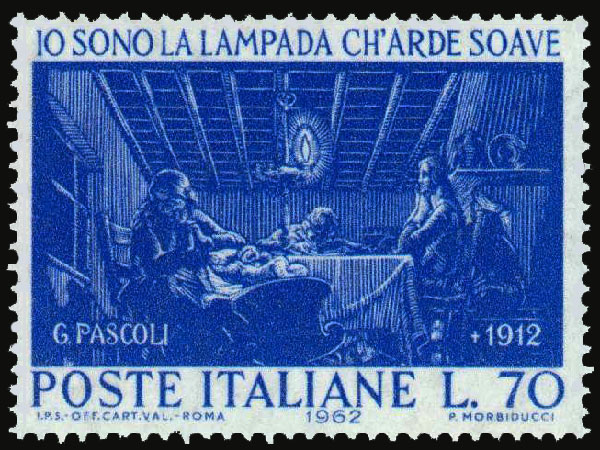 IO SONO LA LAMPADA CH'ARDE SOAVE
G. PASCOLI + 1912
POSTE ITALIANE L. 70
I.P.S.-OFF. CART. VAL.-ROMA 1962 P. MORBIDUCCI